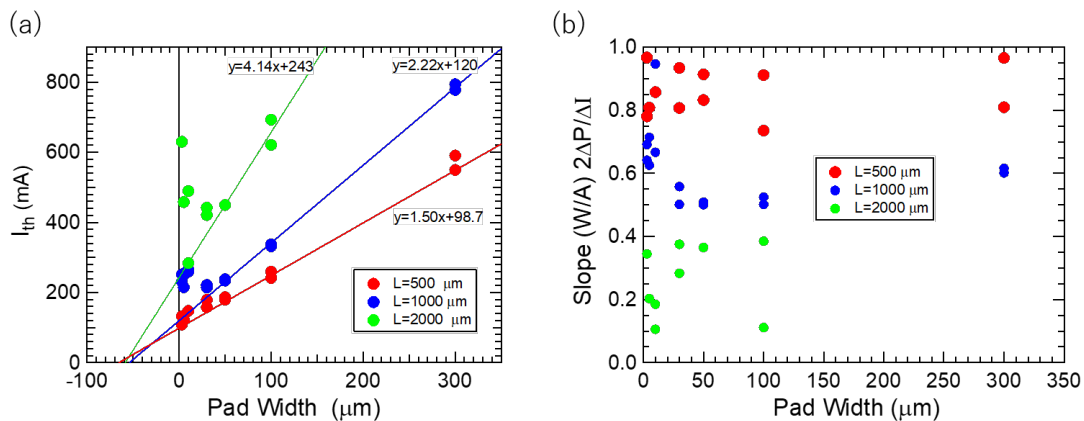 (a)
(b)
y=4.14x+243
y=2.22x+120
y=1.50x+98.7
800
600
400
200
0
I_th (mA)
L=500 μm
L=1000 μm
L=2000 μm
-100 0 100 200 300
Pad Width (μm)
1.0
0.8
0.6
0.4
0.2
0.0
Slope (W/A) 2ΔP/ΔI
L=500 μm
L=1000 μm
L=2000 μm
0 50 100 150 200 250 300 350
Pad Width (μm)